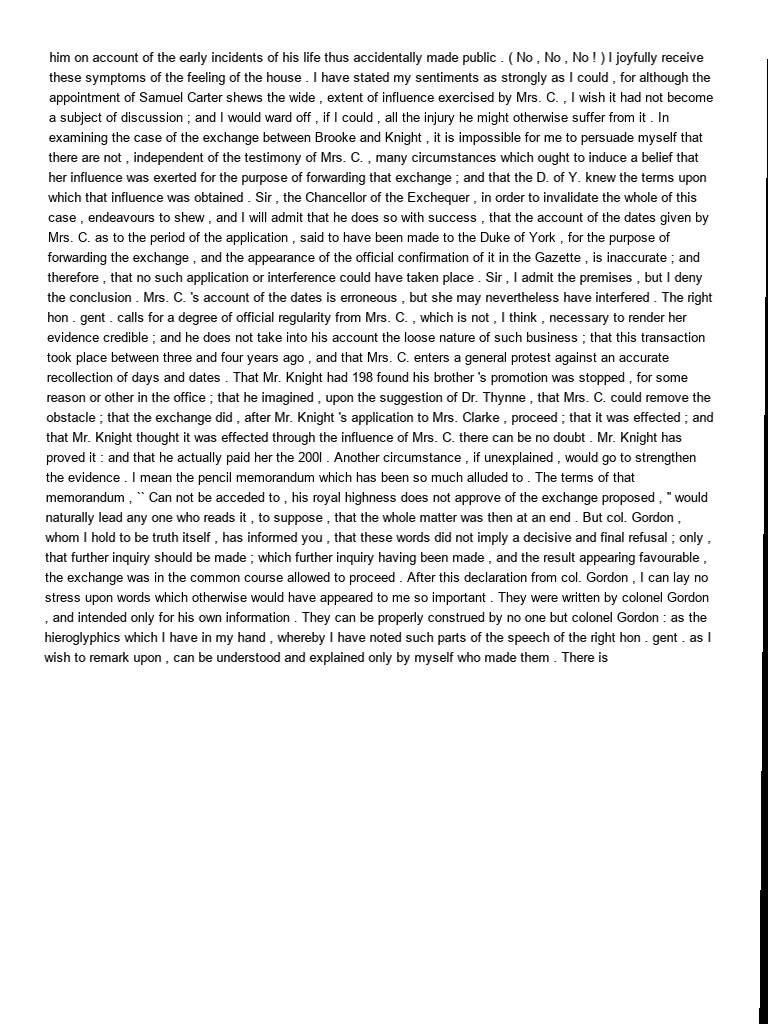 him on account of the early incidents of his life thus accidentally made public . ( No , No , No ! ) I joyfully receive
these symptoms of the feeling of the house . I have stated my sentiments as strongly as I could , for although the
appointment of Samuel Carter shews the wide , extent of influence exercised by Mrs. C. , I wish it had not become
a subject of discussion ; and I would ward off , if I could , all the injury he might otherwise suffer from it . In
examining the case of the exchange between Brooke and Knight , it is impossible for me to persuade myself that
there are not , independent of the testimony of Mrs. C. , many circumstances which ought to induce a belief that
her influence was exerted for the purpose of forwarding that exchange ; and that the D. of Y. knew the terms upon
which that influence was obtained . Sir , the Chancellor of the Exchequer , in order to invalidate the whole of this
case , endeavours to shew , and I will admit that he does so with success , that the account of the dates given by
Mrs. C. as to the period of the application , said to have been made to the Duke of York , for the purpose of
forwarding the exchange , and the appearance of the official confirmation of it in the Gazette , is inaccurate ; and
therefore , that no such application or interference could have taken place . Sir , I admit the premises , but I deny
the conclusion . Mrs. C. 's account of the dates is erroneous , but she may nevertheless have interfered . The right
hon . gent . calls for a degree of official regularity from Mrs. C. , which is not , I think , necessary to render her
evidence credible ; and he does not take into his account the loose nature of such business ; that this transaction
took place between three and four years ago , and that Mrs. C. enters a general protest against an accurate
recollection of days and dates . That Mr. Knight had 198 found his brother 's promotion was stopped , for some
reason or other in the office ; that he imagined , upon the suggestion of Dr. Thynne , that Mrs. C. could remove the
obstacle ; that the exchange did , after Mr. Knight 's application to Mrs. Clarke , proceed ; that it was effected ; and
that Mr. Knight thought it was effected through the influence of Mrs. C. there can be no doubt . Mr. Knight has
proved it : and that he actually paid her the 200l . Another circumstance , if unexplained , would go to strengthen
the evidence . I mean the pencil memorandum which has been so much alluded to . The terms of that
memorandum , `` Can not be acceded to , his royal highness does not approve of the exchange proposed , '' would
naturally lead any one who reads it , to suppose , that the whole matter was then at an end . But col. Gordon ,
whom I hold to be truth itself , has informed you , that these words did not imply a decisive and final refusal ; only ,
that further inquiry should be made ; which further inquiry having been made , and the result appearing favourable ,
the exchange was in the common course allowed to proceed . After this declaration from col. Gordon , I can lay no
stress upon words which otherwise would have appeared to me so important . They were written by colonel Gordon
, and intended only for his own information . They can be properly construed by no one but colonel Gordon : as the
hieroglyphics which I have in my hand , whereby I have noted such parts of the speech of the right hon . gent . as I
wish to remark upon , can be understood and explained only by myself who made them . There is